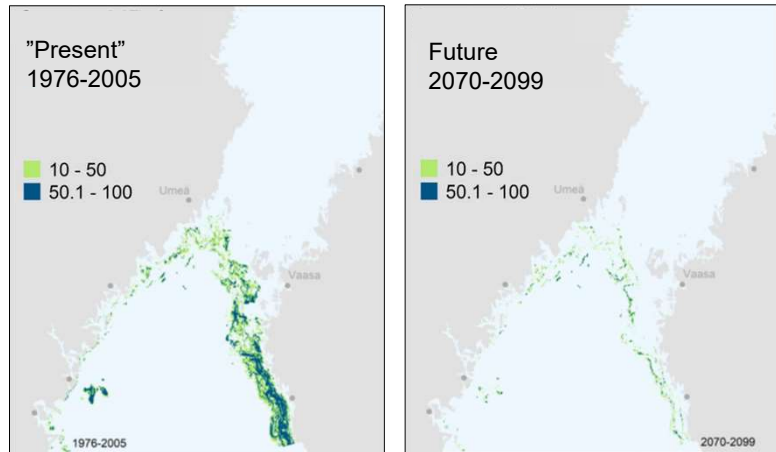 ”Present”
1976-2005
10 - 50
50.1 - 100
Umeå
Vaasa
1976-2005
Future
2070-2099
10 - 50
50.1 - 100
Umeå
Vaasa
2070-2099